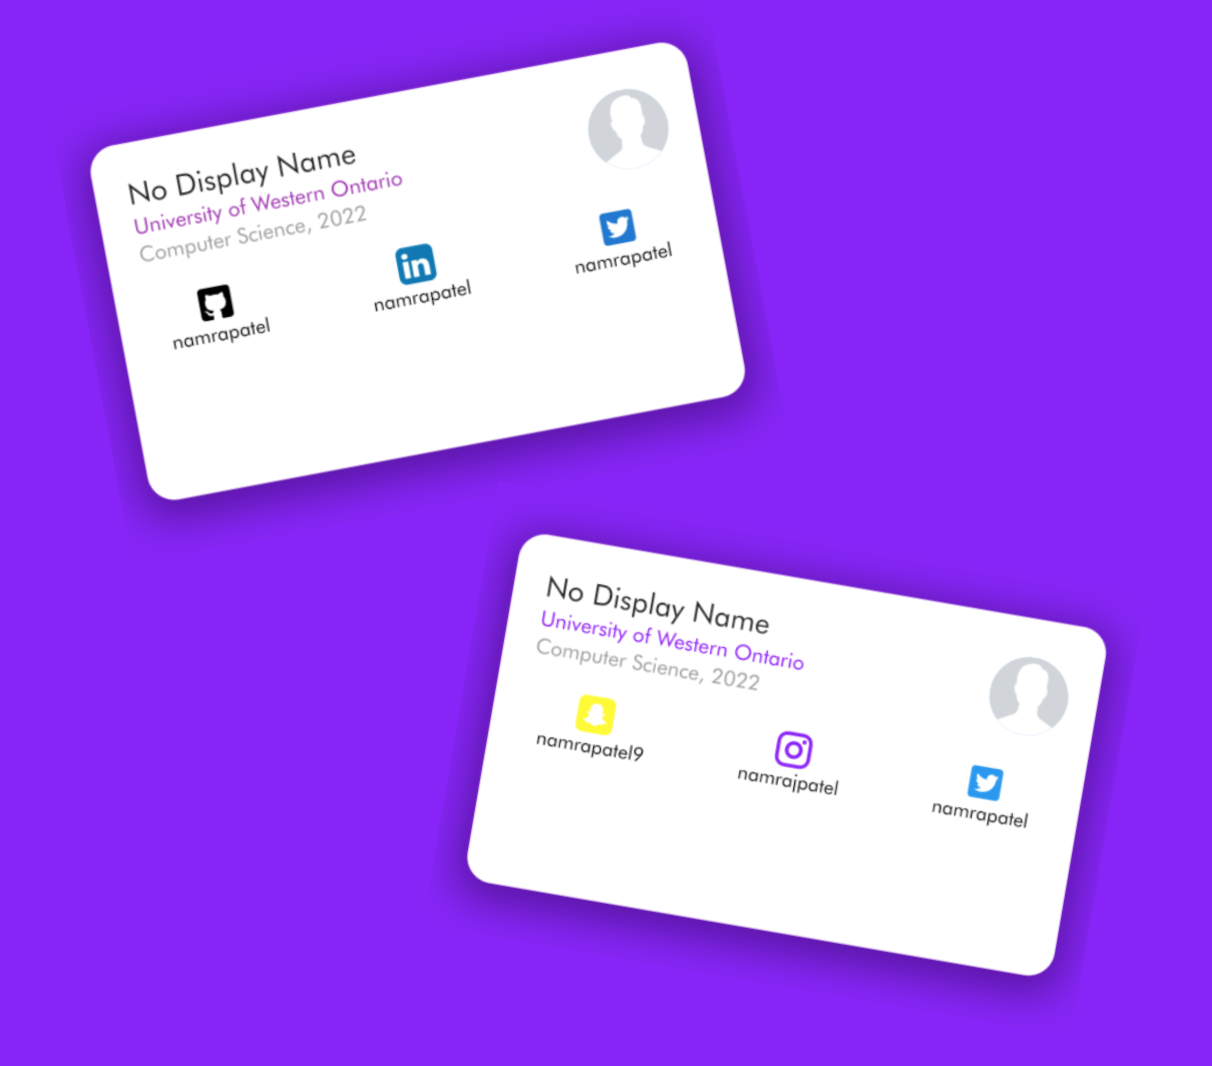 No Display Name
University of Western Ontario
Computer Science, 2022
namrapatel
in
namrapatel
namrapatel
No Display Name
University of Western Ontario
Computer Science, 2022
namrapatel9
namrajpatel
namrapatel